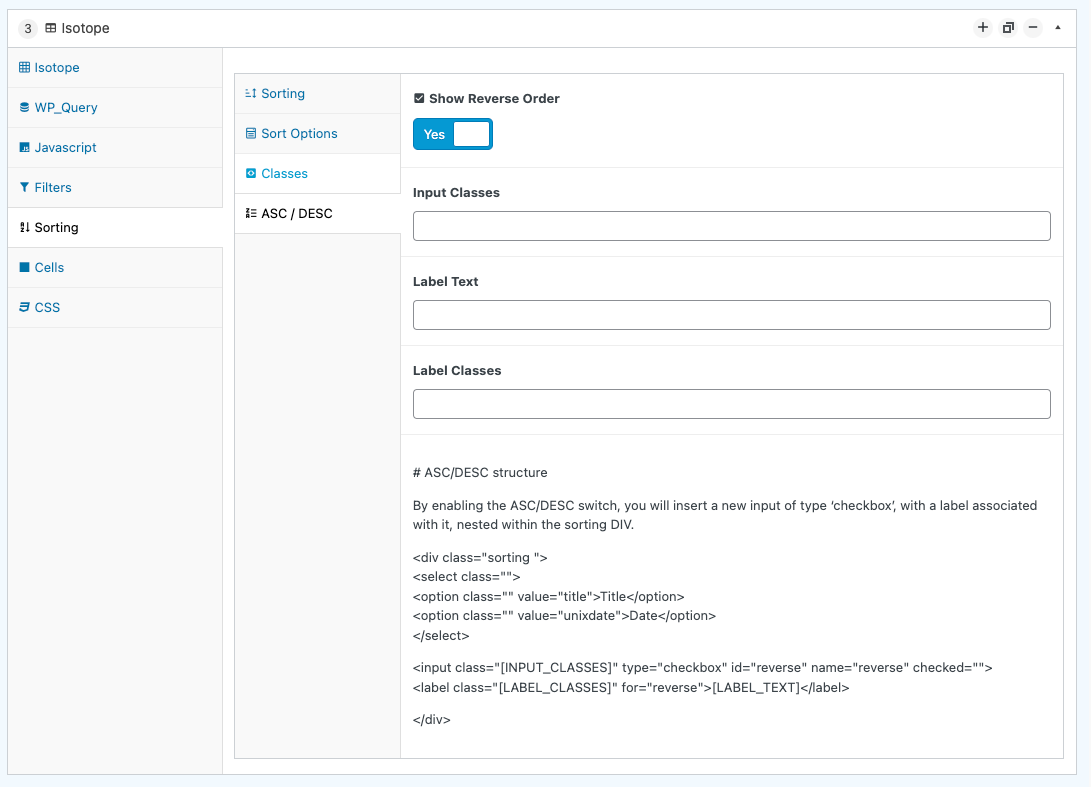 3 Isotope
Isotope
WP_Query
Javascript
Filters
Sorting
Cells
CSS
Sorting
Sort Options
Classes
ASC / DESC
Show Reverse Order
Yes
Input Classes
Label Text
Label Classes
# ASC/DESC structure
By enabling the ASC/DESC switch, you will insert a new input of type ‘checkbox’, with a label associated
with it, nested within the sorting DIV.
<div class="sorting ">
<select class="">
<option class="" value="title">Title</option>
<option class="" value="unixdate">Date</option>
</select>
<input class="[INPUT_CLASSES]" type="checkbox" id="reverse" name="reverse" checked="">
<label class="[LABEL_CLASSES]" for="reverse">[LABEL_TEXT]</label>
</div>